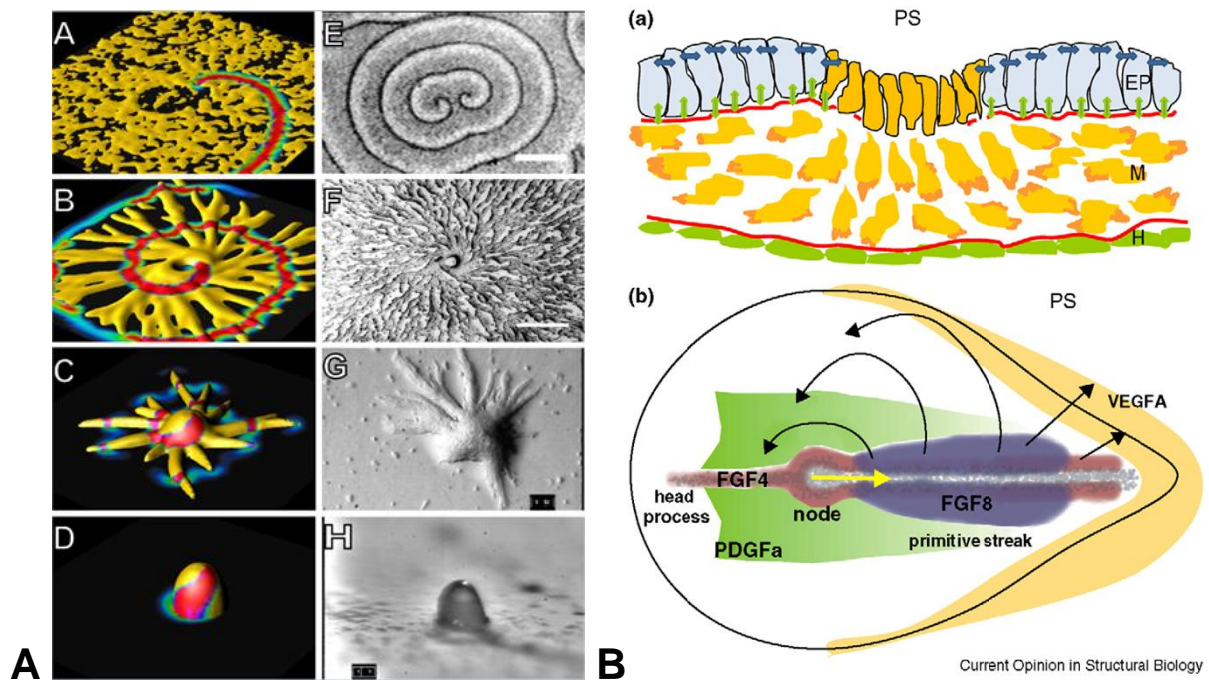 A
E
B
F
C
G
D
H
A
(a)
PS
EP
M
H
(b)
PS
VEGFA
FGF4
head
process
node
FGF8
PDGFa
primitive streak
B
Current Opinion in Structural Biology